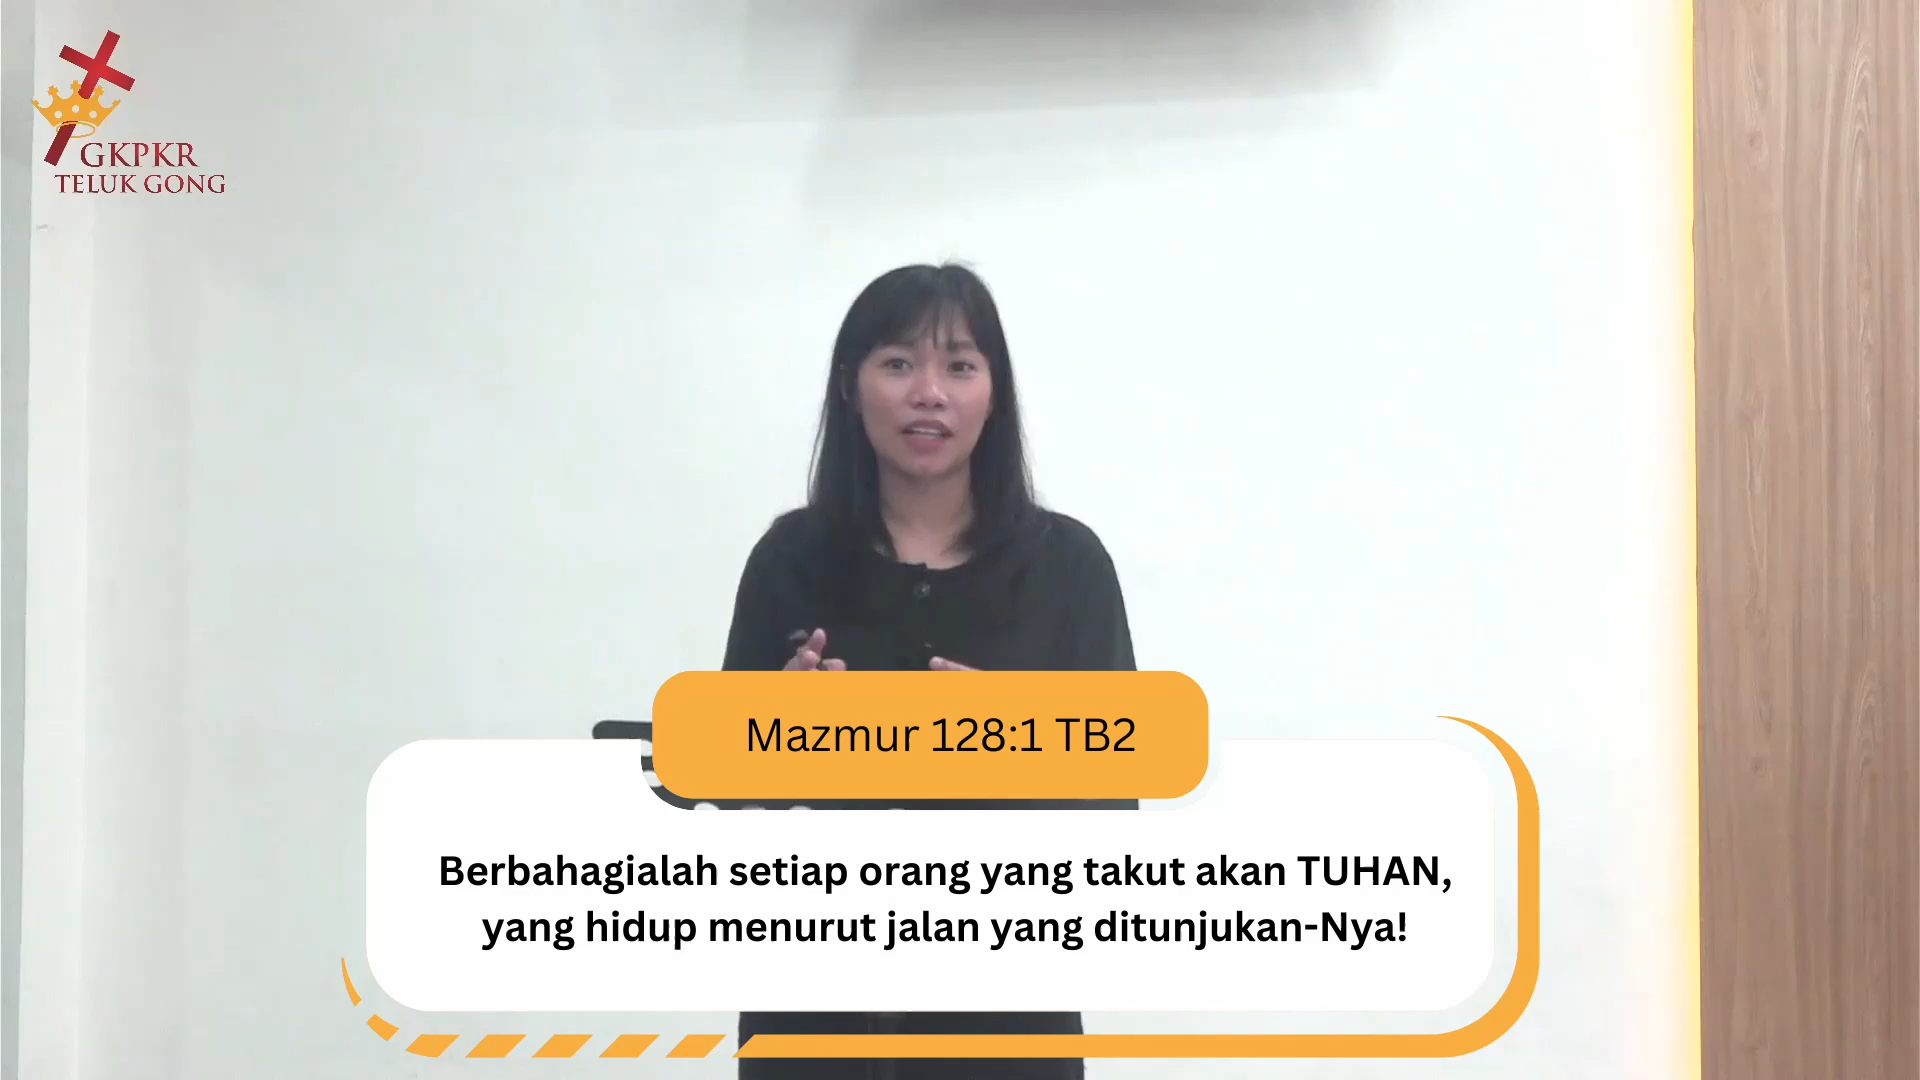 GKPKR
TELUK GONG
Mazmur 128:1 TB2
Berbahagialah setiap orang yang takut akan TUHAN,
yang hidup menurut jalan yang ditunjukan-Nya!